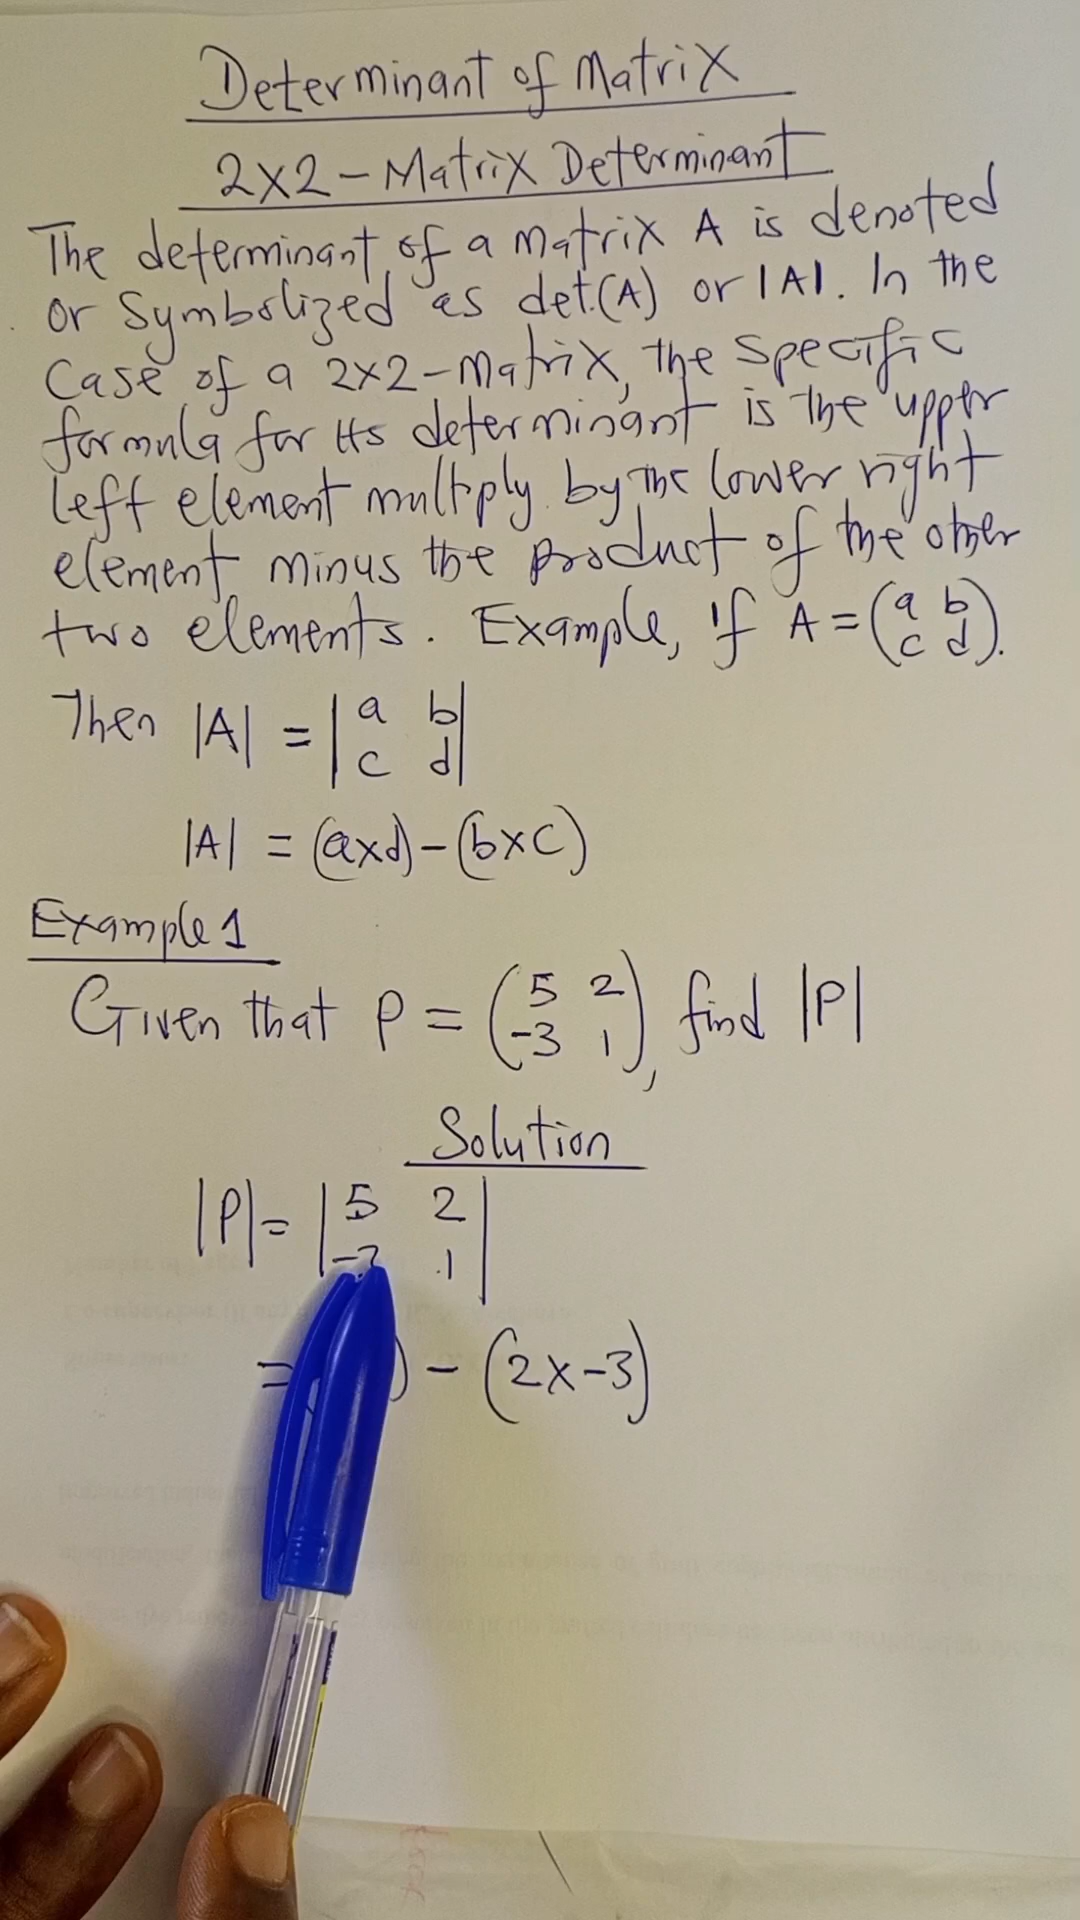 Determinant of Matrix
2x2-Matrix Determinant
The determinant of a matrix A is denoted
or symbolized as det.(A) or |A|. In the
Case of a 2x2-matrix, the specific
formula for its determinant is the upper
left element multiply by the lower right
element minus the product of the other
two elements. Example, if A = (a b
c d).
Then |A| = |a b|
|c d|
|A| = (axd)-(bxc)
Example 1
Given that P = (5 2
-3 1), find |P|
Solution
|P| = |5 2|
|-3 1|
= ) - (2x-3)